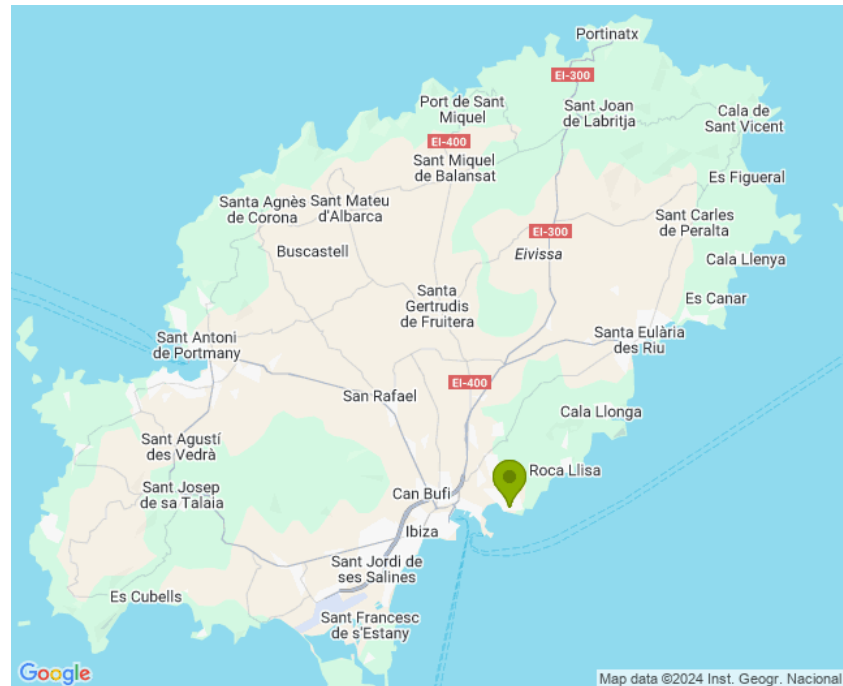 Portinatx
EI-300
Port de Sant
Miquel
Sant Joan
de Labritja
Cala de
Sant Vicent
EI-400
Sant Miquel
de Balansat
Es Figueral
Santa Agnès
de Corona
Sant Mateu
d'Albarca
Sant Carles
de Peralta
EI-300
Buscastell
Eivissa
Cala Llenya
Santa
Gertrudis
de Fruitera
Es Canar
Sant Antoni
de Portmany
Santa Eulària
des Riu
EI-400
San Rafael
Cala Llonga
Sant Agustí
des Vedrà
Roca Llisa
Sant Josep
de sa Talaia
Can Bufi
Ibiza
Sant Jordi de
ses Salines
Es Cubells
Sant Francesc
de s'Estany
Google
Map data ©2024 Inst. Geogr. Nacional